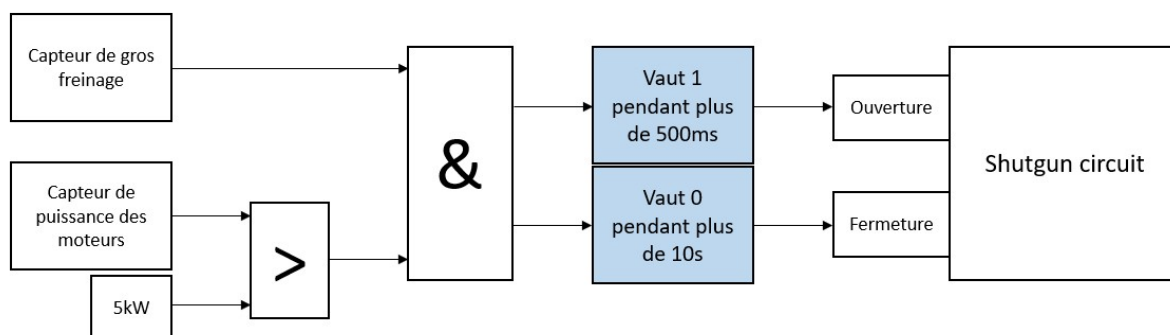 Capteur de gros
freinage
Capteur de
puissance des
moteurs
5kW
>
&
Vaut 1
pendant plus
de 500ms
Vaut 0
pendant plus
de 10s
Ouverture
Fermeture
Shutgun circuit